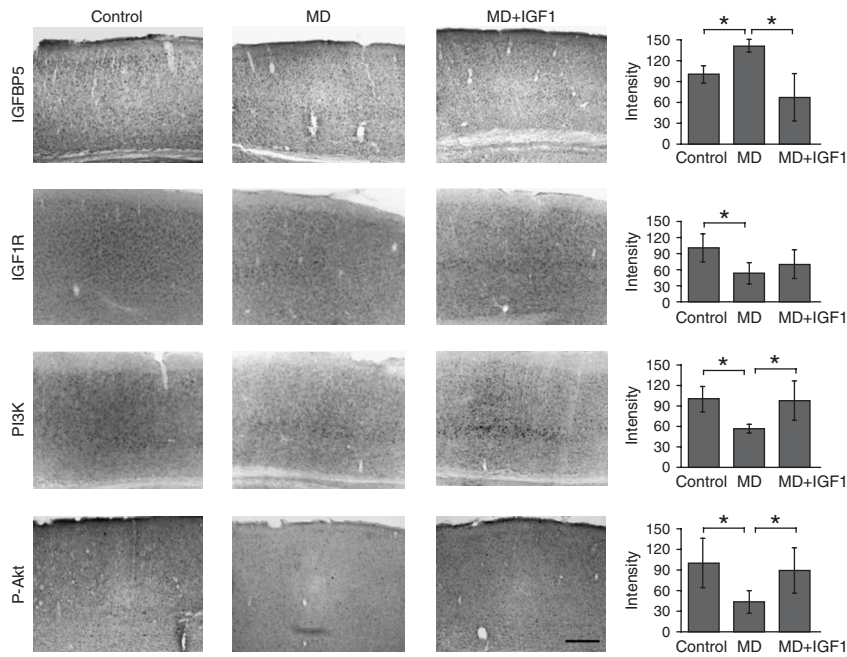 Control MD MD+IGF1
IGFBP5
Intensity
150
120
90
60
30
* *
Control MD MD+IGF1
IGF1R
Intensity
150
120
90
60
30
0
*
Control MD MD+IGF1
PI3K
Intensity
150
120
90
60
30
0
* *
Control MD MD+IGF1
P-Akt
Intensity
150
120
90
60
30
0
* *
Control MD MD+IGF1